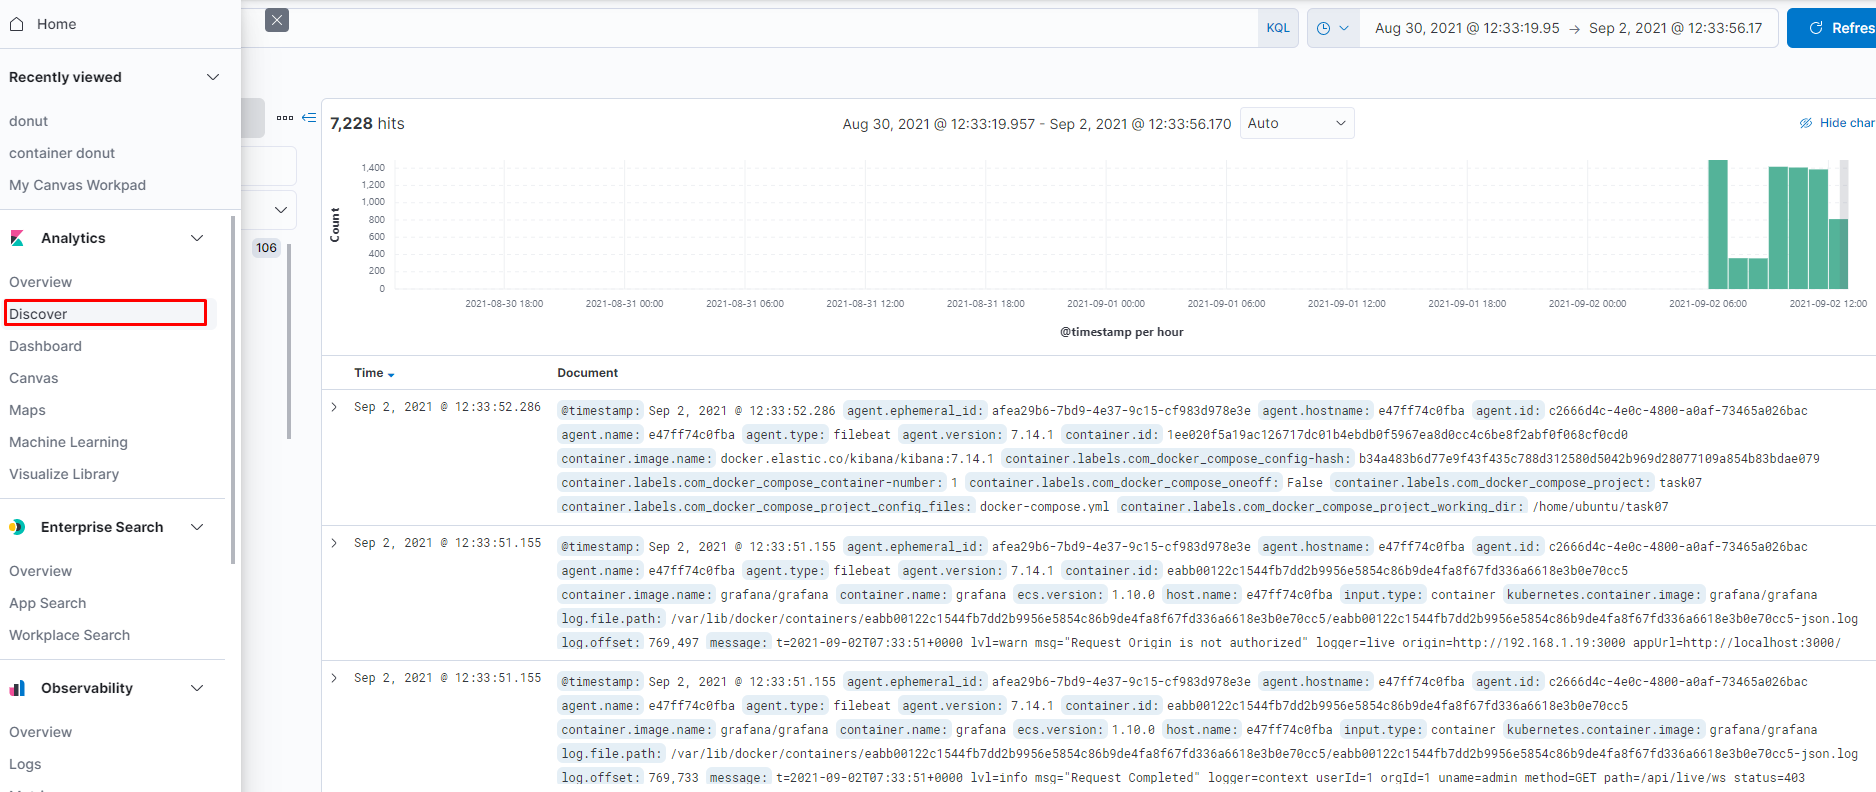 Home
Recently viewed
donut
container donut
My Canvas Workpad
Analytics
Overview
Discover
Dashboard
Canvas
Maps
Machine Learning
Visualize Library
Enterprise Search
Overview
App Search
Workplace Search
Observability
Overview
Logs
106
KQL
Aug 30, 2021 @ 12:33:19.95 → Sep 2, 2021 @ 12:33:56.17
Refres
7,228 hits
Aug 30, 2021 @ 12:33:19.957 - Sep 2, 2021 @ 12:33:56.170
Auto
Hide char
Count
1,400
1,200
1,000
800
600
400
200
0
2021-08-30 18:00 2021-08-31 00:00 2021-08-31 06:00 2021-08-31 12:00 2021-08-31 18:00 2021-09-01 00:00 2021-09-01 06:00 2021-09-01 12:00 2021-09-01 18:00 2021-09-02 00:00 2021-09-02 06:00 2021-09-02 12:00
@timestamp per hour
Time Document
Sep 2, 2021 @ 12:33:52.286
@timestamp: Sep 2, 2021 @ 12:33:52.286 agent.ephemeral_id: afea29b6-7bd9-4e37-9c15-cf983d978e3e agent.hostname: e47ff74c0fba agent.id: c2666d4c-4e0c-4800-a0af-73465a026bac
agent.name: e47ff74c0fba agent.type: filebeat agent.version: 7.14.1 container.id: 1ee020f5a19ac126717dc01b4ebdb0f5967ea8d0cc4c6be8f2abf0f068cf0cd0
container.image.name: docker.elastic.co/kibana/kibana:7.14.1 container.labels.com_docker_compose_config-hash: b34a483b6d77e9f43f435c788d312580d5042b969d28077109a854b83bdae079
container.labels.com_docker_compose_container-number: 1 container.labels.com_docker_compose_oneoff: False container.labels.com_docker_compose_project: task07
container.labels.com_docker_compose_project_config_files: docker-compose.yml container.labels.com_docker_compose_project_working_dir: /home/ubuntu/task07
Sep 2, 2021 @ 12:33:51.155
@timestamp: Sep 2, 2021 @ 12:33:51.155 agent.ephemeral_id: afea29b6-7bd9-4e37-9c15-cf983d978e3e agent.hostname: e47ff74c0fba agent.id: c2666d4c-4e0c-4800-a0af-73465a026bac
agent.name: e47ff74c0fba agent.type: filebeat agent.version: 7.14.1 container.id: eabb00122c1544fb7dd2b9956e5854c86b9de4fa8f67fd336a6618e3b0e70cc5
container.image.name: grafana/grafana container.name: grafana ecs.version: 1.10.0 host.name: e47ff74c0fba input.type: container kubernetes.container.image: grafana/grafana
log.file.path: /var/lib/docker/containers/eabb00122c1544fb7dd2b9956e5854c86b9de4fa8f67fd336a6618e3b0e70cc5/eabb00122c1544fb7dd2b9956e5854c86b9de4fa8f67fd336a6618e3b0e70cc5-json.log
log.offset: 769,497 message: t=2021-09-02T07:33:51+0000 lvl=warn msg="Request Origin is not authorized" logger=live origin=http://192.168.1.19:3000 appUrl=http://localhost:3000/
Sep 2, 2021 @ 12:33:51.155
@timestamp: Sep 2, 2021 @ 12:33:51.155 agent.ephemeral_id: afea29b6-7bd9-4e37-9c15-cf983d978e3e agent.hostname: e47ff74c0fba agent.id: c2666d4c-4e0c-4800-a0af-73465a026bac
agent.name: e47ff74c0fba agent.type: filebeat agent.version: 7.14.1 container.id: eabb00122c1544fb7dd2b9956e5854c86b9de4fa8f67fd336a6618e3b0e70cc5
container.image.name: grafana/grafana container.name: grafana ecs.version: 1.10.0 host.name: e47ff74c0fba input.type: container kubernetes.container.image: grafana/grafana
log.file.path: /var/lib/docker/containers/eabb00122c1544fb7dd2b9956e5854c86b9de4fa8f67fd336a6618e3b0e70cc5/eabb00122c1544fb7dd2b9956e5854c86b9de4fa8f67fd336a6618e3b0e70cc5-json.log
log.offset: 769,733 message: t=2021-09-02T07:33:51+0000 lvl=info msg="Request Completed" logger=context userId=1 orgId=1 uname=admin method=GET path=/api/live/ws status=403